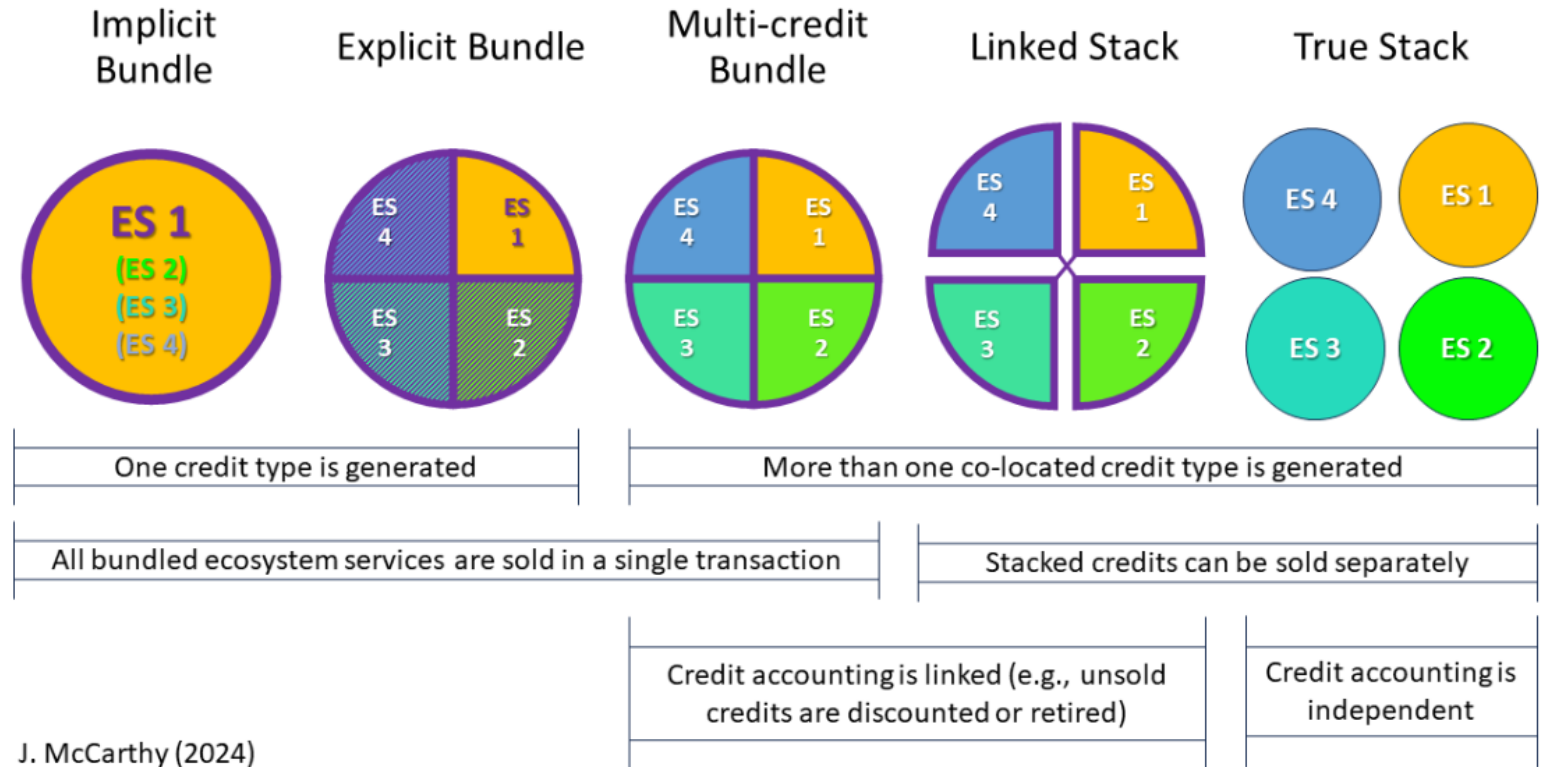 Implicit
Bundle
Explicit Bundle
Multi-credit
Bundle
Linked Stack
True Stack
ES 1
(ES 2)
(ES 3)
(ES 4)
ES
4
ES
1
ES
3
ES
2
ES
4
ES
1
ES
3
ES
2
ES
4
ES
1
ES
3
ES
2
ES 4
ES 1
ES 3
ES 2
One credit type is generated
More than one co-located credit type is generated
All bundled ecosystem services are sold in a single transaction
Stacked credits can be sold separately
Credit accounting is linked (e.g., unsold
credits are discounted or retired)
Credit accounting is
independent
J. McCarthy (2024)